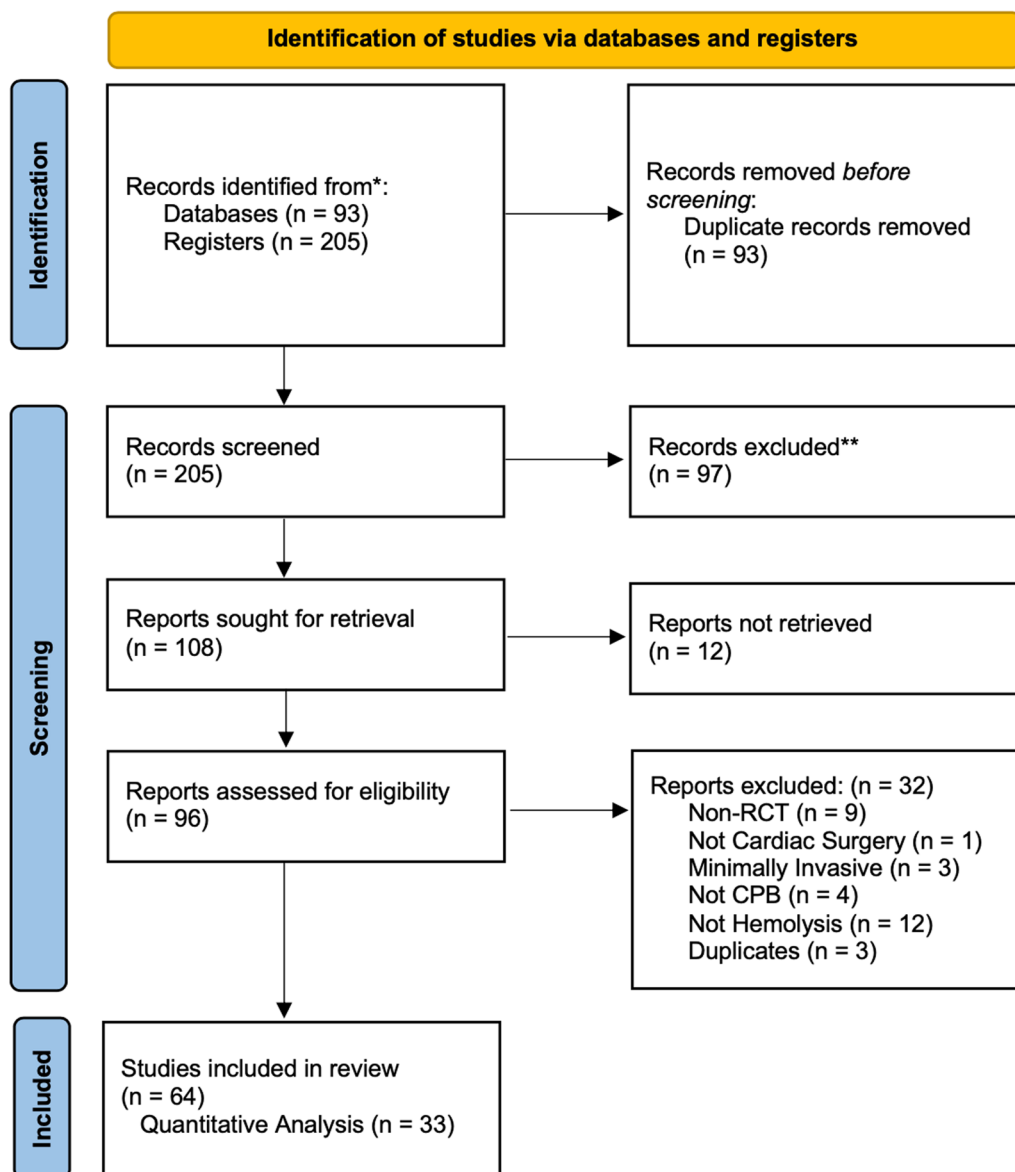 Identification of studies via databases and registers
Identification
Records identified from*:
Databases (n = 93)
Registers (n = 205)
Records removed before
screening:
Duplicate records removed
(n = 93)
Screening
Records screened
(n = 205)
Records excluded**
(n = 97)
Reports sought for retrieval
(n = 108)
Reports not retrieved
(n = 12)
Reports assessed for eligibility
(n = 96)
Reports excluded: (n = 32)
Non-RCT (n = 9)
Not Cardiac Surgery (n = 1)
Minimally Invasive (n = 3)
Not CPB (n = 4)
Not Hemolysis (n = 12)
Duplicates (n = 3)
Included
Studies included in review
(n = 64)
Quantitative Analysis (n = 33)